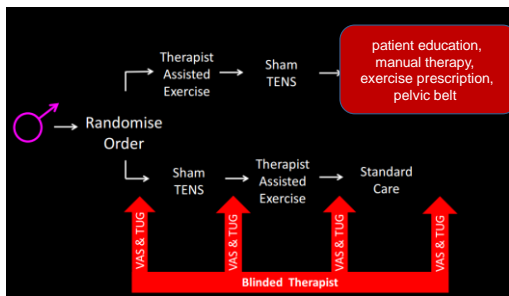 Therapist
Assisted
Exercise
Sham
TENS
patient education,
manual therapy,
exercise prescription,
pelvic belt
Randomise
Order
Sham
TENS
Therapist
Assisted
Exercise
Standard
Care
VAS & TUG
VAS & TUG
VAS & TUG
VAS & TUG
Blinded Therapist